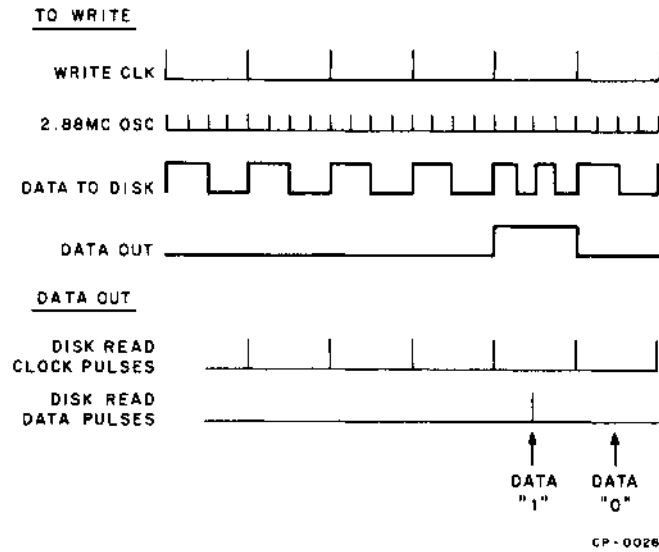 TO WRITE
WRITE CLK
2.88MC OSC
DATA TO DISK
DATA OUT
DATA OUT
DISK READ
CLOCK PULSES
DISK READ
DATA PULSES
DATA
"1"
DATA
"0"
CP-0026